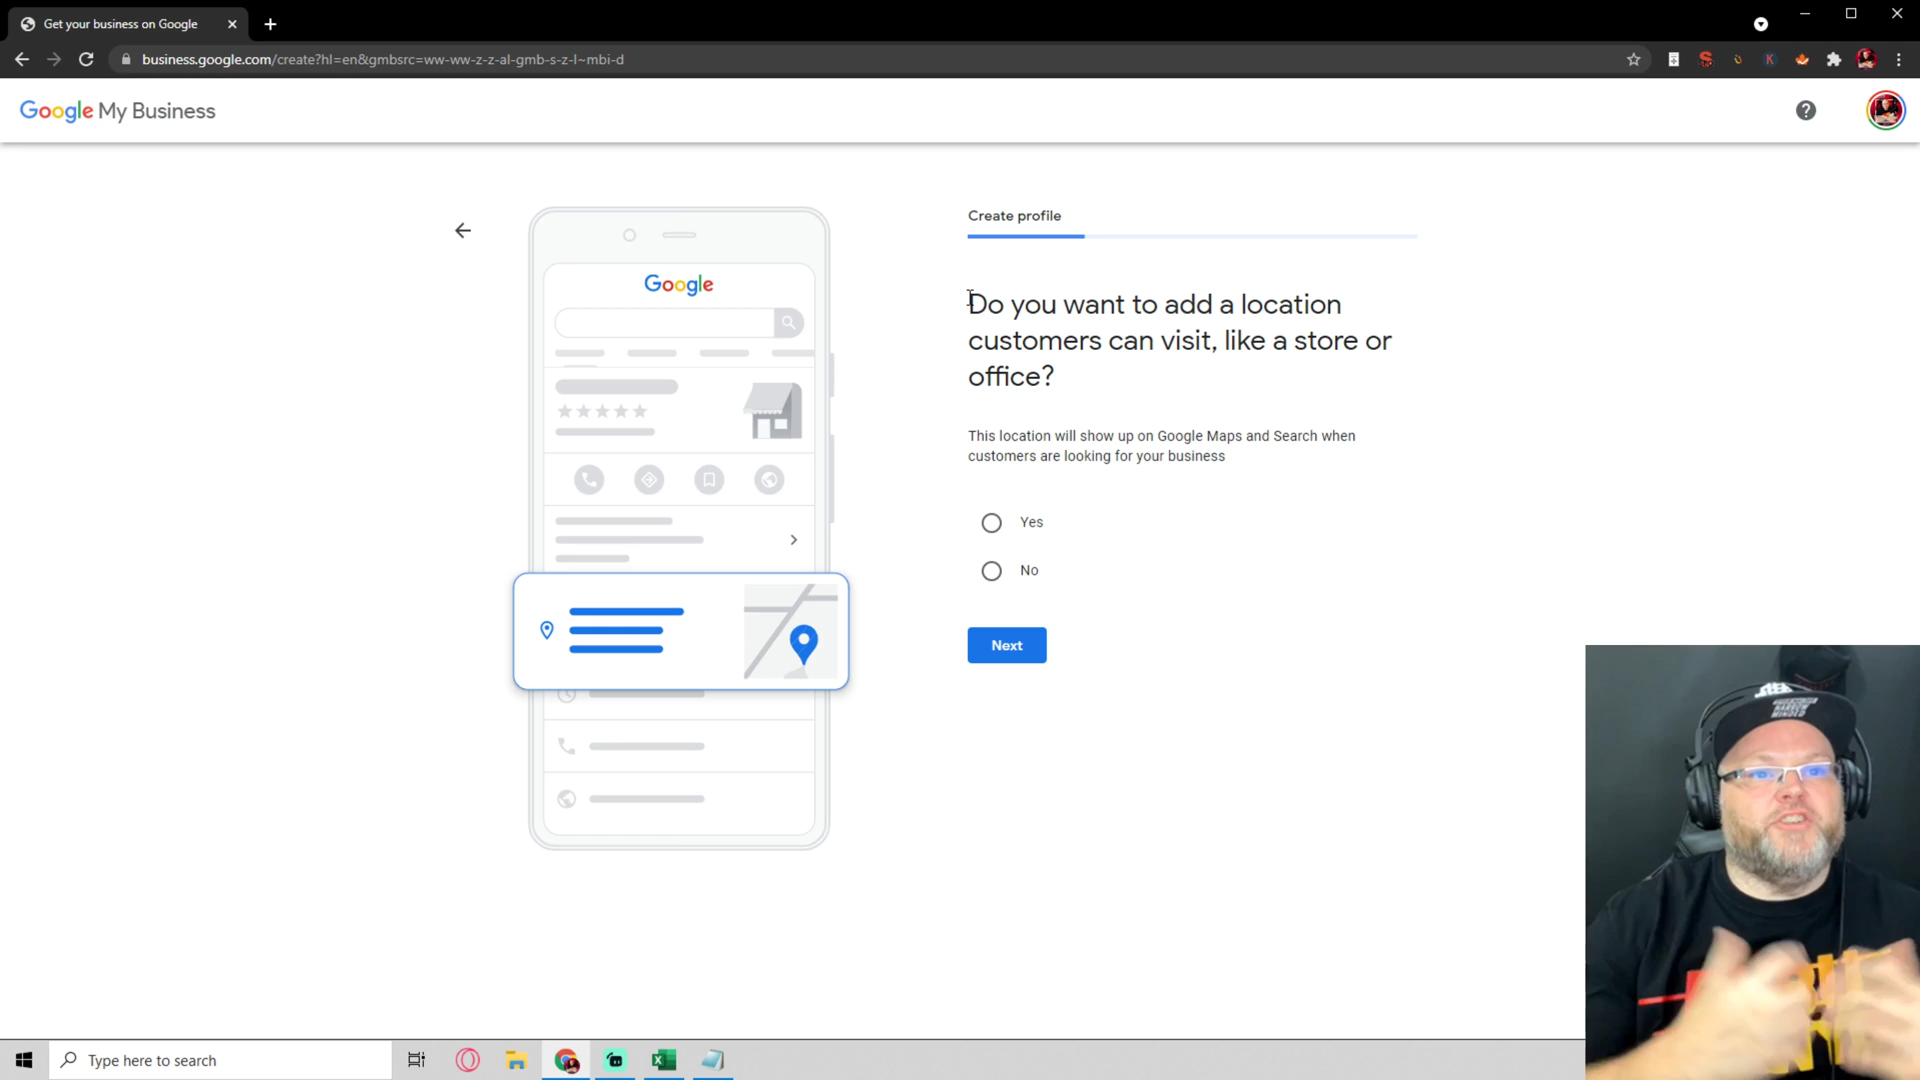 Get your business on Google
business.google.com/create?hl=en&gmbsrc=ww-ww-z-z-al-gmb-s-z-l~mbi-d
Google My Business
Google
Create profile
Do you want to add a location
customers can visit, like a store or
office?
This location will show up on Google Maps and Search when
customers are looking for your business
Yes
No
Next
Type here to search